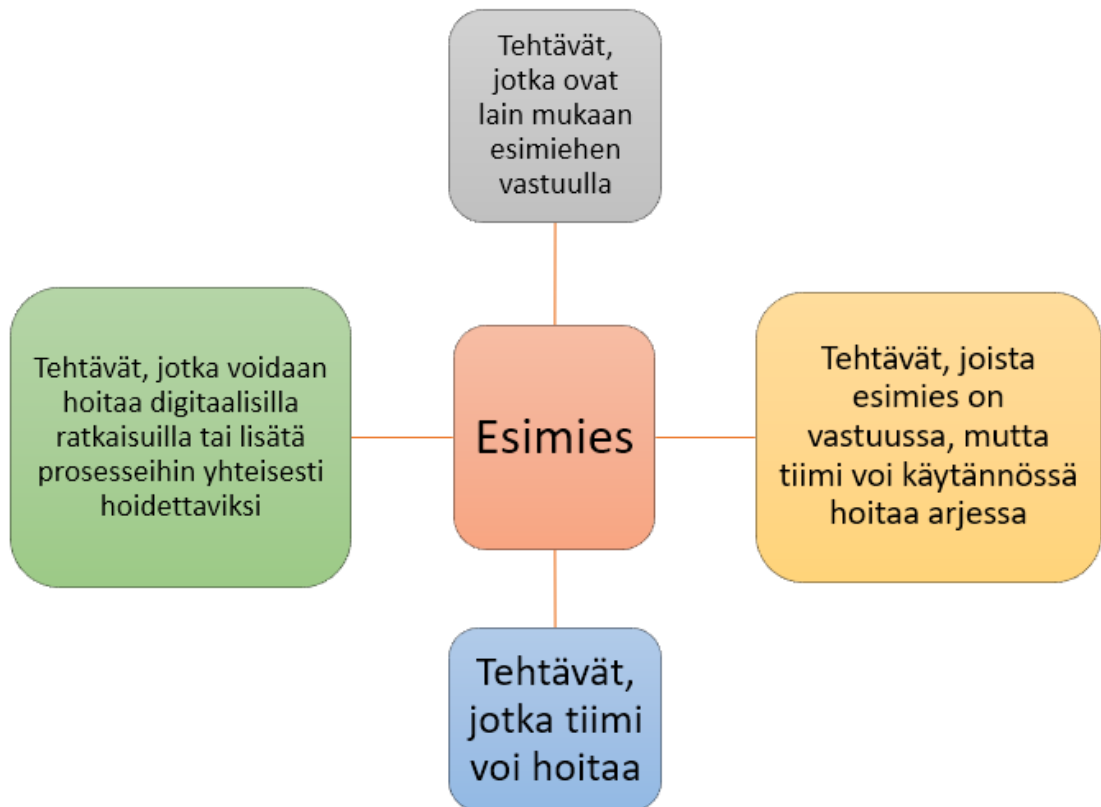 Tehtävät,
jotka ovat
lain mukaan
esimiehen
vastuulla
Tehtävät, jotka voidaan
hoitaa digitaalisilla
ratkaisuilla tai lisätä
prosesseihin yhteisesti
hoidettaviksi
Esimies
Tehtävät, joista
esimies on
vastuussa, mutta
tiimi voi käytännössä
hoitaa arjessa
Tehtävät,
jotka tiimi
voi hoitaa